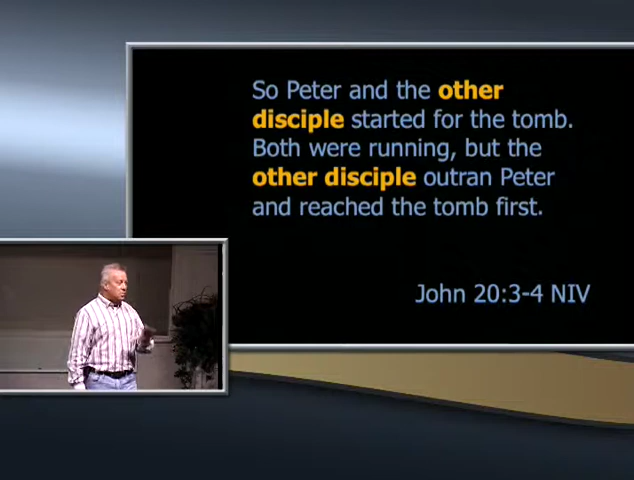 So Peter and the other
disciple started for the tomb.
Both were running, but the
other disciple outran Peter
and reached the tomb first.
John 20:3-4 NIV